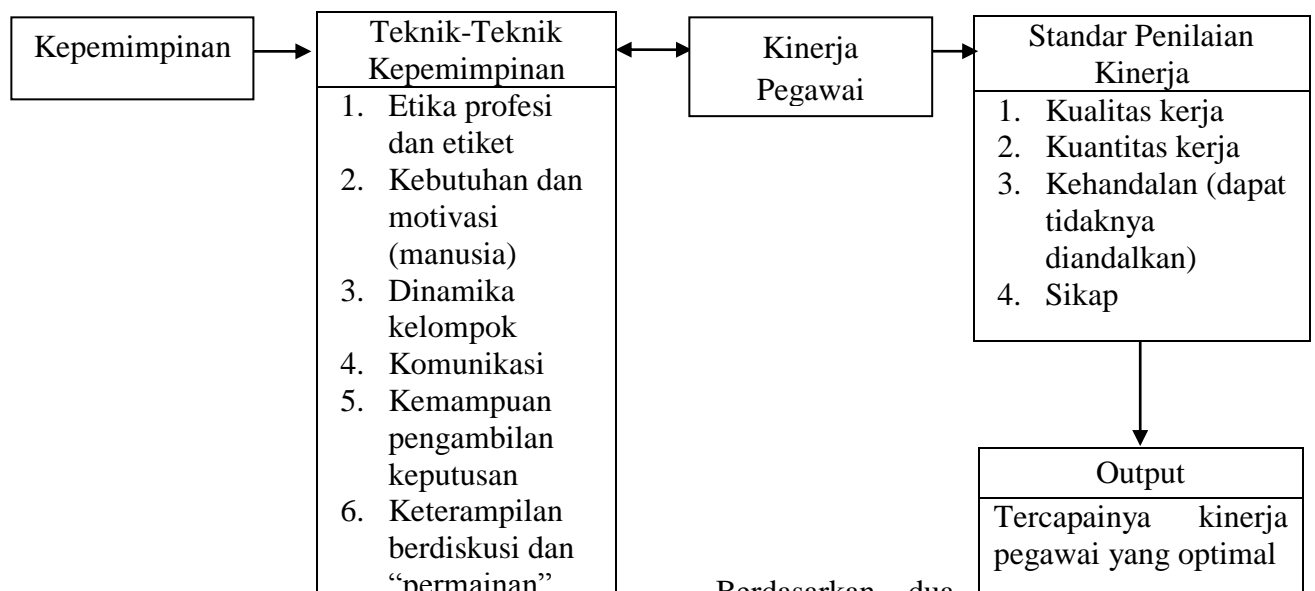 Kepemimpinan
Teknik-Teknik
Kepemimpinan
1. Etika profesi
dan etiket
2. Kebutuhan dan
motivasi
(manusia)
3. Dinamika
kelompok
4. Komunikasi
5. Kemampuan
pengambilan
keputusan
6. Keterampilan
berdiskusi dan
“permainan”
Kinerja
Pegawai
Standar Penilaian
Kinerja
1. Kualitas kerja
2. Kuantitas kerja
3. Kehandalan (dapat
tidaknya
diandalkan)
4. Sikap
Output
Tercapainya kinerja
pegawai yang optimal
Berdasarkan dua